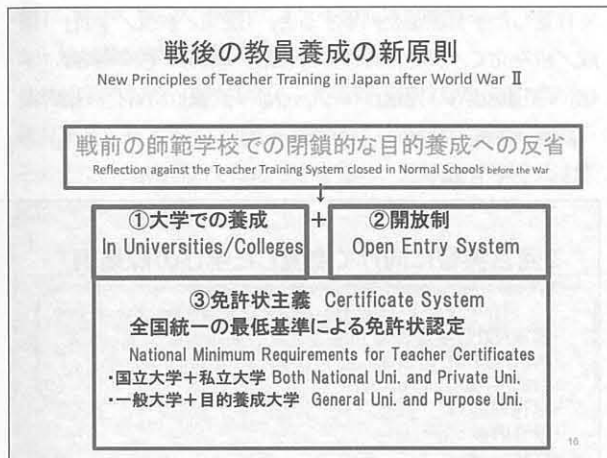 戦後の教員養成の新原則
New Principles of Teacher Training in Japan after World War Ⅱ
戦前の師範学校での閉鎖的な目的養成への反省
Reflection against the Teacher Training System closed in Normal Schools before the War
↓
①大学での養成
In Universities/Colleges
+
②開放制
Open Entry System
③免許状主義 Certificate System
全国統一の最低基準による免許状認定
National Minimum Requirements for Teacher Certificates
・国立大学+私立大学 Both National Uni. and Private Uni.
・一般大学+目的養成大学 General Uni. and Purpose Uni.
16